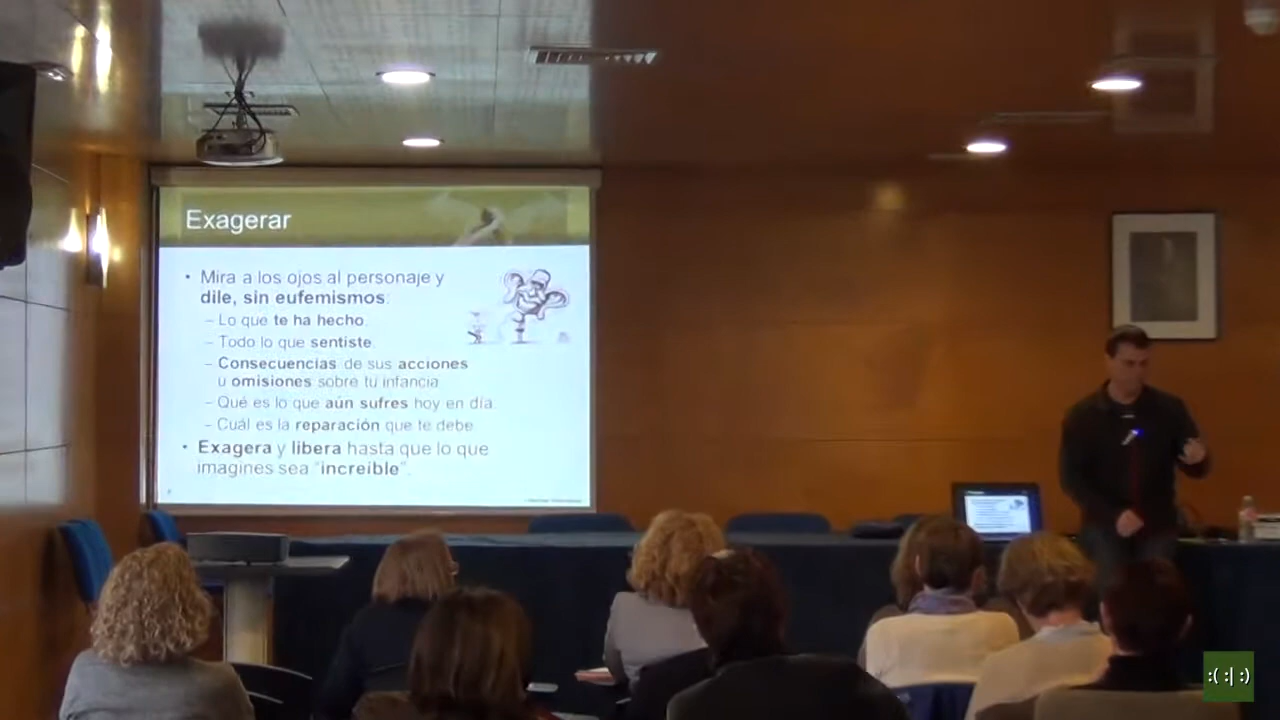 Exagerar
• Mira a los ojos al personaje y
dile, sin eufemismos:
– Lo que te ha hecho.
– Todo lo que sentiste.
– Consecuencias de sus acciones
u omisiones sobre tu infancia.
– Qué es lo que aún sufres hoy en día.
– Cuál es la reparación que te debe.
• Exagera y libera hasta que lo que
imagines sea "increíble".
:( :| :)